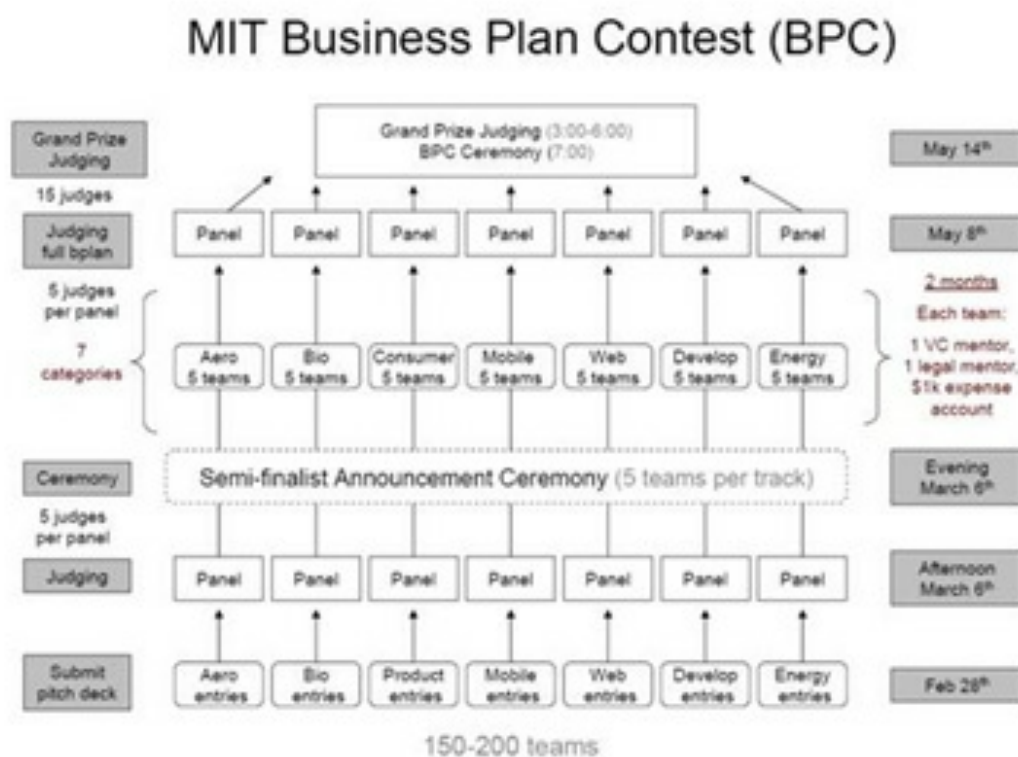 MIT Business Plan Contest (BPC)
Grand Prize
Judging
Grand Prize Judging (3:00-6:00)
BPC Ceremony (7:00)
May 14th
15 judges
Judging
full bplan
Panel Panel Panel Panel Panel Panel Panel
May 8th
5 judges
per panel
7
categories
Aero
5 teams
Bio
5 teams
Consumer
5 teams
Mobile
5 teams
Web
5 teams
Develop
5 teams
Energy
5 teams
2 months
Each team:
1 VC mentor,
1 legal mentor,
$1k expense
account
Ceremony
Semi-finalist Announcement Ceremony (5 teams per track)
Evening
March 6th
5 judges
per panel
Judging
Panel Panel Panel Panel Panel Panel Panel
Afternoon
March 6th
Submit
pitch deck
Aero
entries
Bio
entries
Product
entries
Mobile
entries
Web
entries
Develop
entries
Energy
entries
Feb 28th
150-200 teams